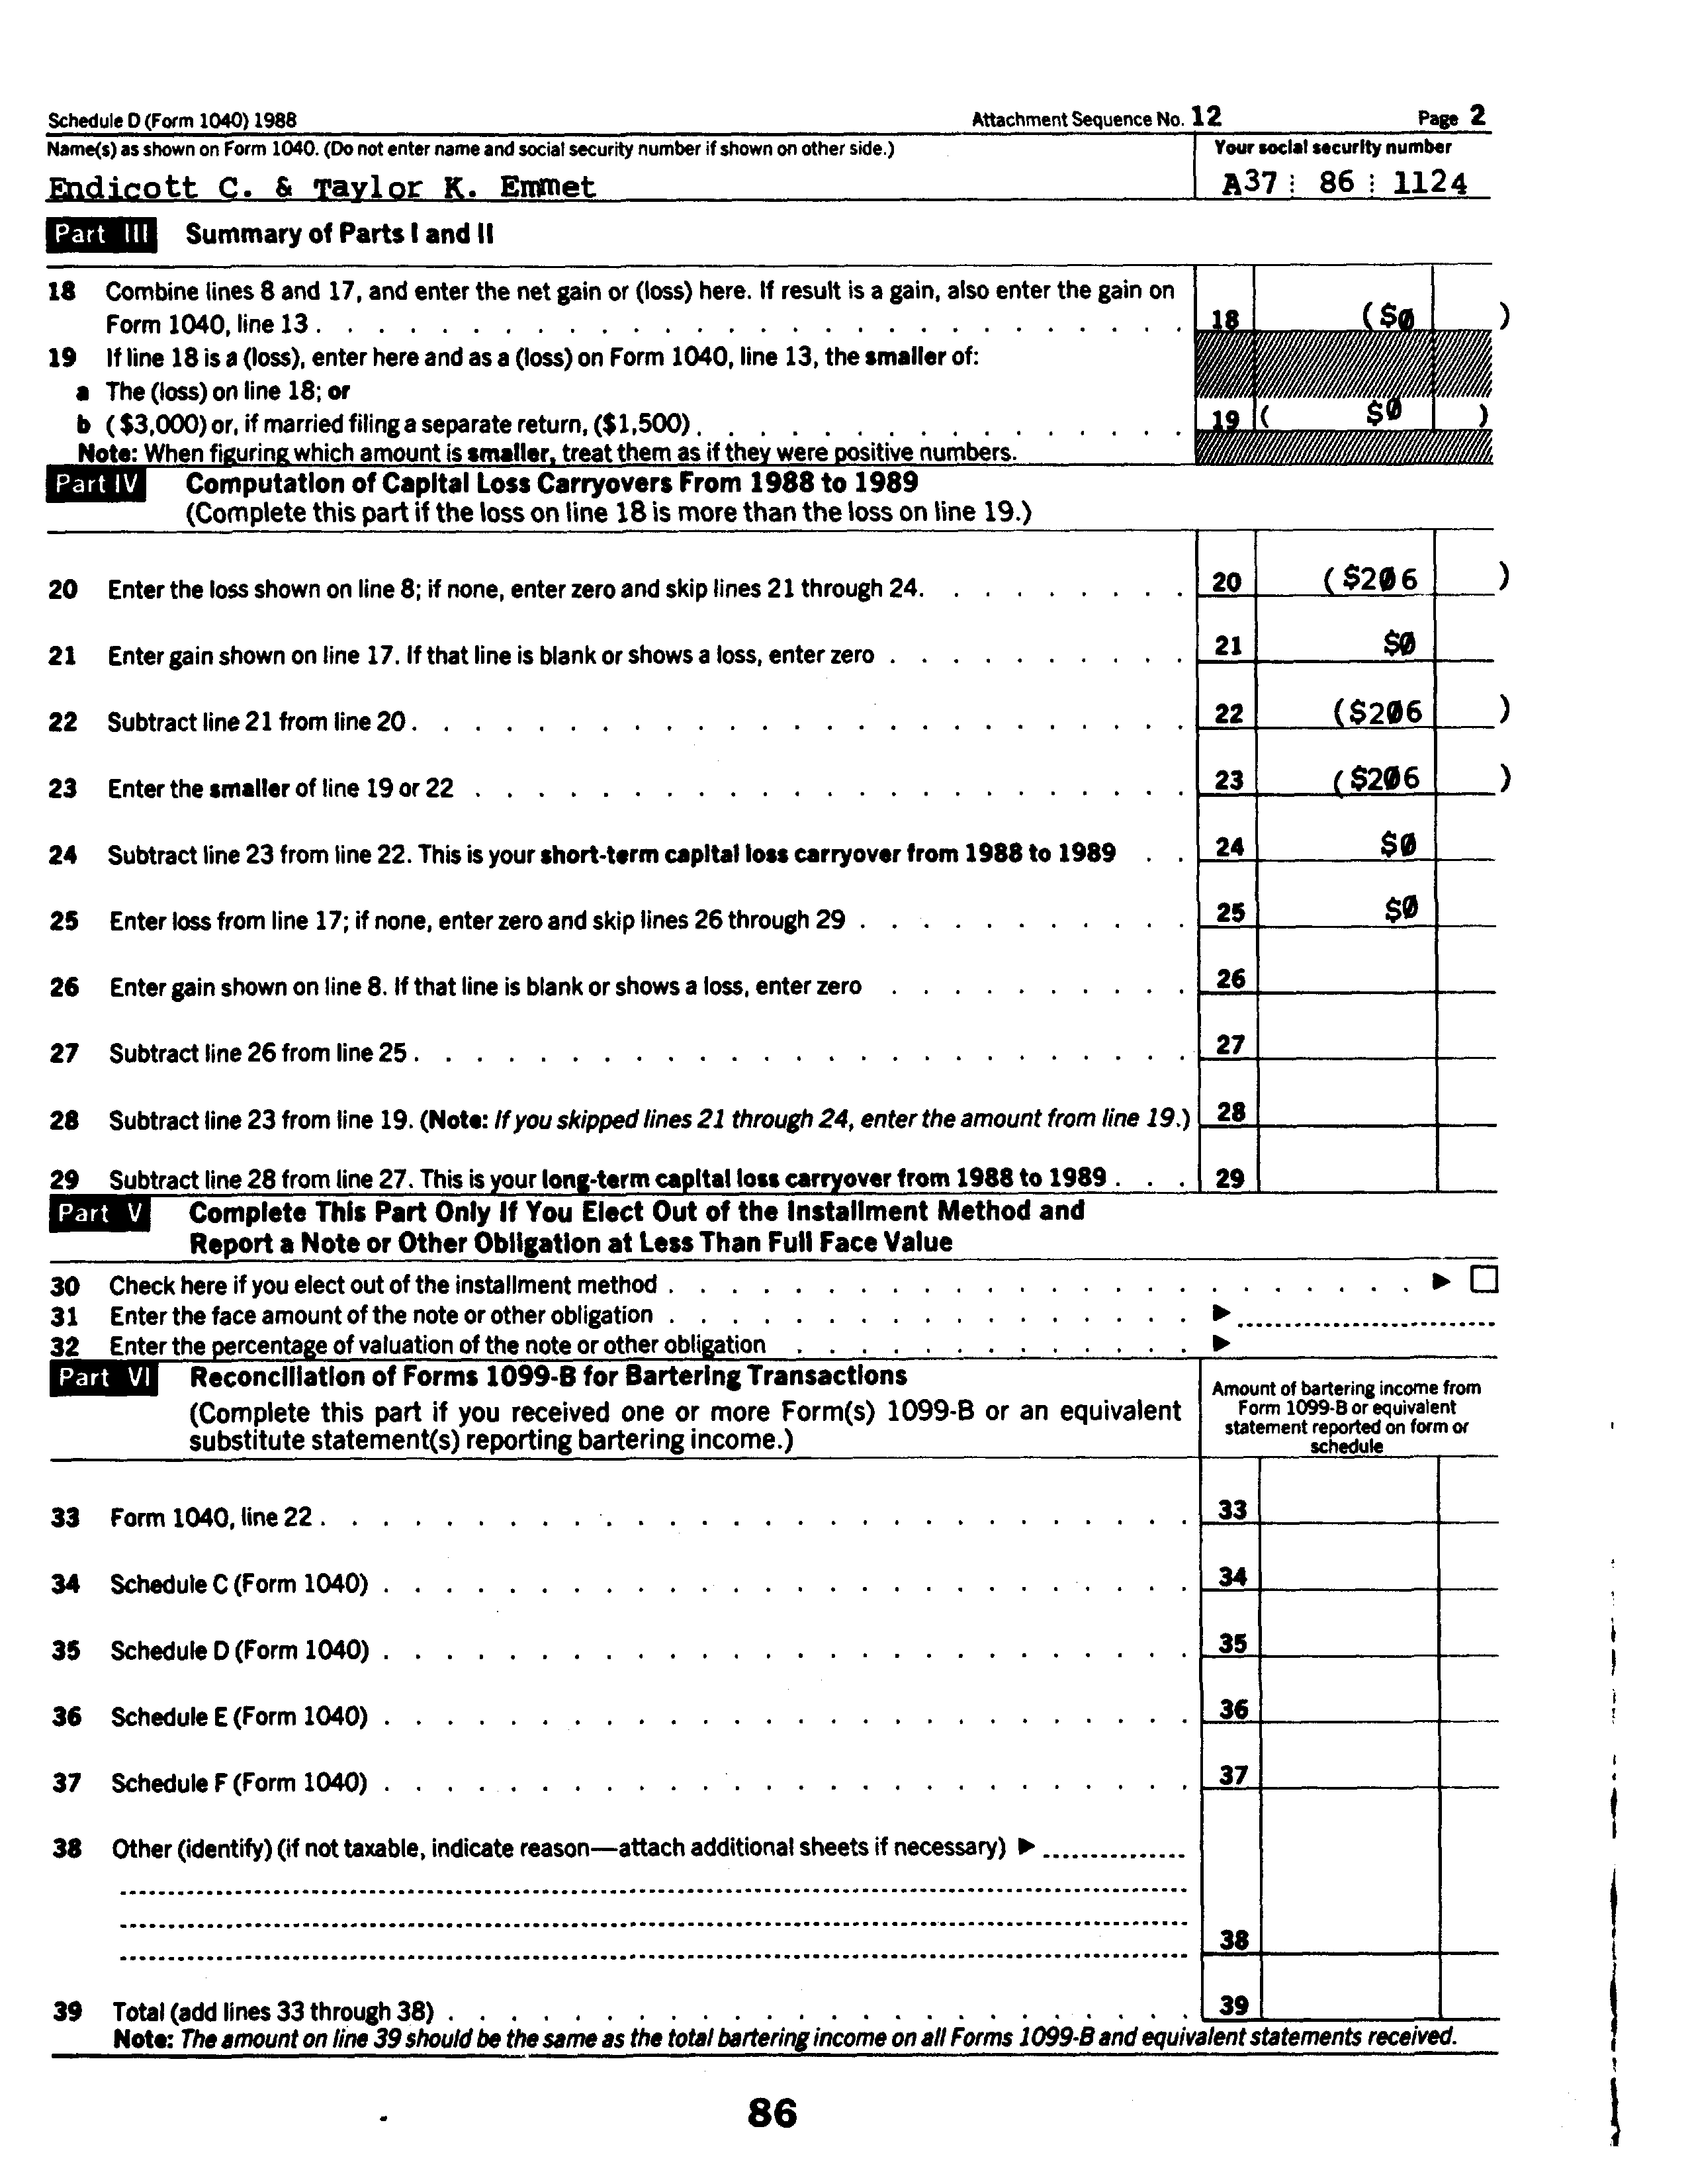 Schedule D (Form 1040) 1988 Attachment Sequence No. 12 Page 2
Name(s) as shown on Form 1040. (Do not enter name and social security number if shown on other side.) Your social security number
Endicott C. & Taylor K. Emmet A37 86 1124
Part III Summary of Parts I and II
18 Combine lines 8 and 17, and enter the net gain or (loss) here. If result is a gain, also enter the gain on
Form 1040, line 13 . . . . . . . . . . . . . . . . . . . . . . . . . . . . 18 ($0 )
19 If line 18 is a (loss), enter here and as a (loss) on Form 1040, line 13, the smaller of:
a The (loss) on line 18; or
b ($3,000) or, if married filing a separate return, ($1,500) . . . . . . . . . . . . . . . . 19 ( $0 )
Note: When figuring which amount is smaller, treat them as if they were positive numbers.
Part IV Computation of Capital Loss Carryovers From 1988 to 1989
(Complete this part if the loss on line 18 is more than the loss on line 19.)
20 Enter the loss shown on line 8; if none, enter zero and skip lines 21 through 24. . . . . . . . . 20 ($206 )
21 Enter gain shown on line 17. If that line is blank or shows a loss, enter zero . . . . . . . . . . 21 $0
22 Subtract line 21 from line 20 . . . . . . . . . . . . . . . . . . . . . . . . . 22 ($206 )
23 Enter the smaller of line 19 or 22 . . . . . . . . . . . . . . . . . . . . . . . 23 ($206 )
24 Subtract line 23 from line 22. This is your short-term capital loss carryover from 1988 to 1989 . . 24 $0
25 Enter loss from line 17; if none, enter zero and skip lines 26 through 29 . . . . . . . . . . . 25 $0
26 Enter gain shown on line 8. If that line is blank or shows a loss, enter zero . . . . . . . . . . 26
27 Subtract line 26 from line 25 . . . . . . . . . . . . . . . . . . . . . . . . . 27
28 Subtract line 23 from line 19. (Note: If you skipped lines 21 through 24, enter the amount from line 19.) 28
29 Subtract line 28 from line 27. This is your long-term capital loss carryover from 1988 to 1989 . . . 29
Part V Complete This Part Only If You Elect Out of the Installment Method and
Report a Note or Other Obligation at Less Than Full Face Value
30 Check here if you elect out of the installment method . . . . . . . . . . . . . . . . . . . . . . . . ▶ ☐
31 Enter the face amount of the note or other obligation . . . . . . . . . . . . . . . . . ▶
32 Enter the percentage of valuation of the note or other obligation . . . . . . . . . . . . . ▶
Part VI Reconciliation of Forms 1099-B for Bartering Transactions
(Complete this part if you received one or more Form(s) 1099-B or an equivalent
substitute statement(s) reporting bartering income.)
Amount of bartering income from
Form 1099-B or equivalent
statement reported on form or
schedule
33 Form 1040, line 22 . . . . . . . . . . . . . . . . . . . . . . . . . . . . 33
34 Schedule C (Form 1040) . . . . . . . . . . . . . . . . . . . . . . . . . . 34
35 Schedule D (Form 1040) . . . . . . . . . . . . . . . . . . . . . . . . . . 35
36 Schedule E (Form 1040) . . . . . . . . . . . . . . . . . . . . . . . . . . 36
37 Schedule F (Form 1040) . . . . . . . . . . . . . . . . . . . . . . . . . . 37
38 Other (identify) (if not taxable, indicate reason—attach additional sheets if necessary) ▶
38
39 Total (add lines 33 through 38) . . . . . . . . . . . . . . . . . . . . . . . . 39
Note: The amount on line 39 should be the same as the total bartering income on all Forms 1099-B and equivalent statements received.
86